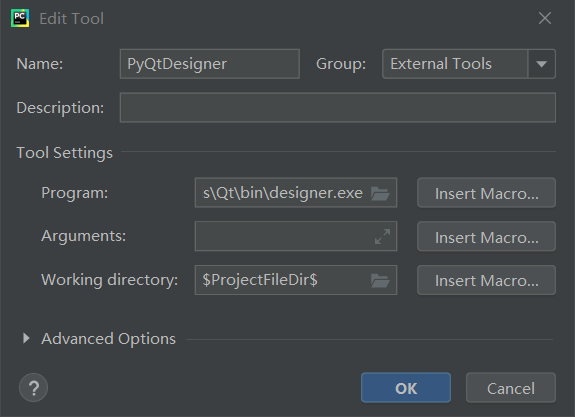 PC Edit Tool
Name: PyQtDesigner Group: External Tools
Description:
Tool Settings
Program: s\Qt\bin\designer.exe Insert Macro...
Arguments: Insert Macro...
Working directory: $ProjectFileDir$ Insert Macro...
Advanced Options
? OK Cancel